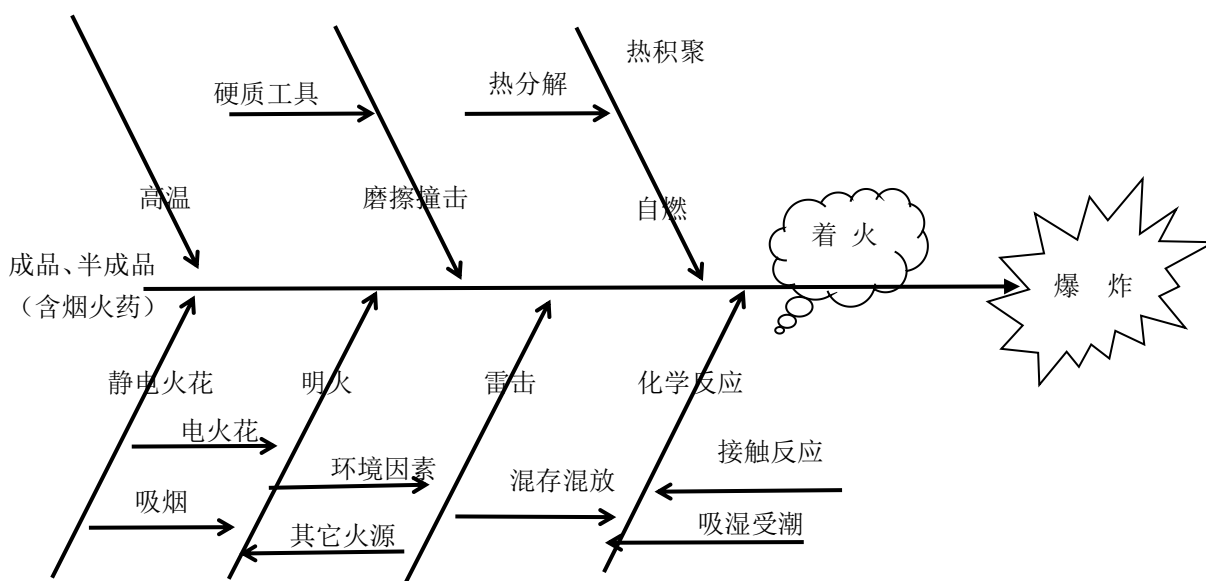 热积聚
热分解
硬质工具
高温
磨擦撞击
自燃
着 火
成品、半成品
（含烟火药）
爆 炸
静电火花
明火
雷击
化学反应
电火花
接触反应
环境因素
混存混放
吸烟
吸湿受潮
其它火源